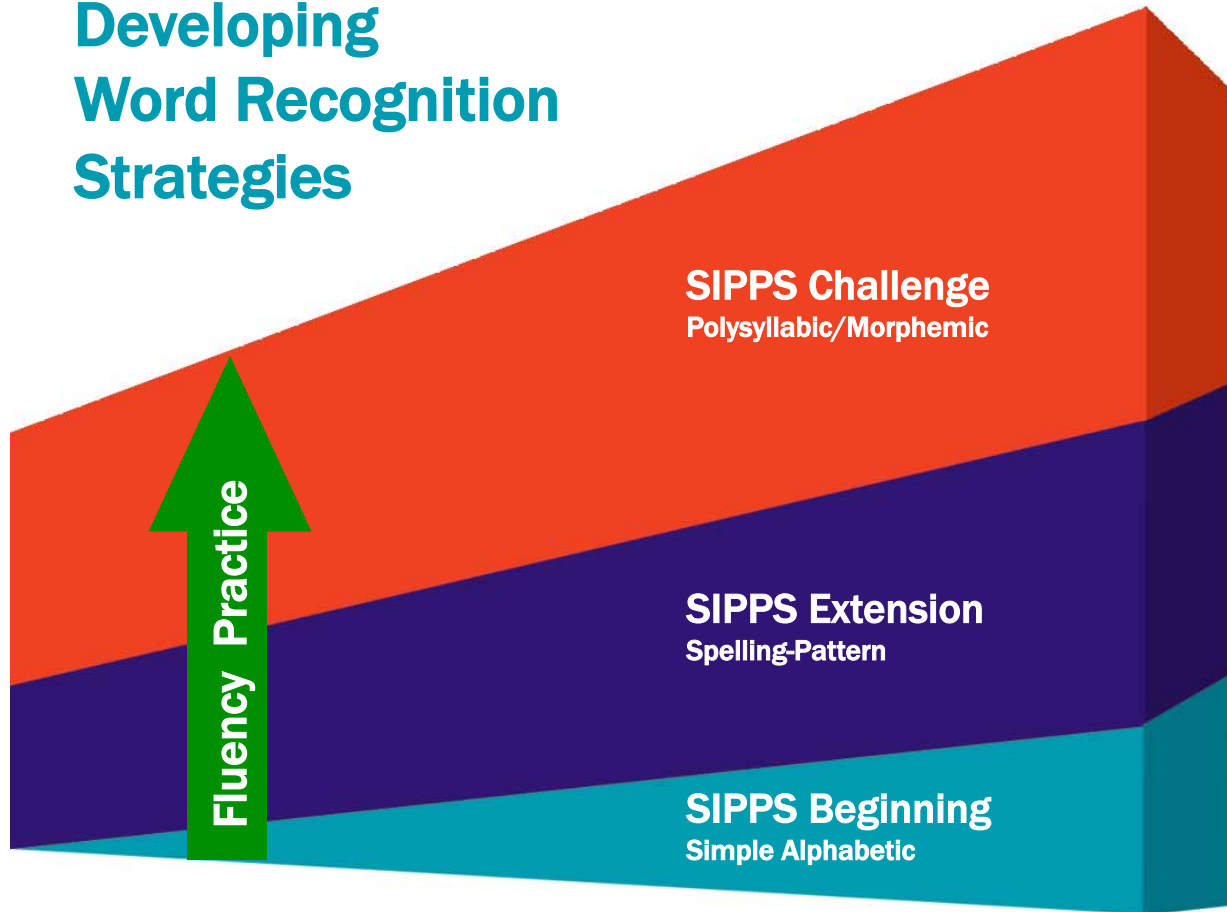 Developing
Word Recognition
Strategies
SIPPS Challenge
Polysyllabic/Morphemic
Fluency Practice
SIPPS Extension
Spelling-Pattern
SIPPS Beginning
Simple Alphabetic